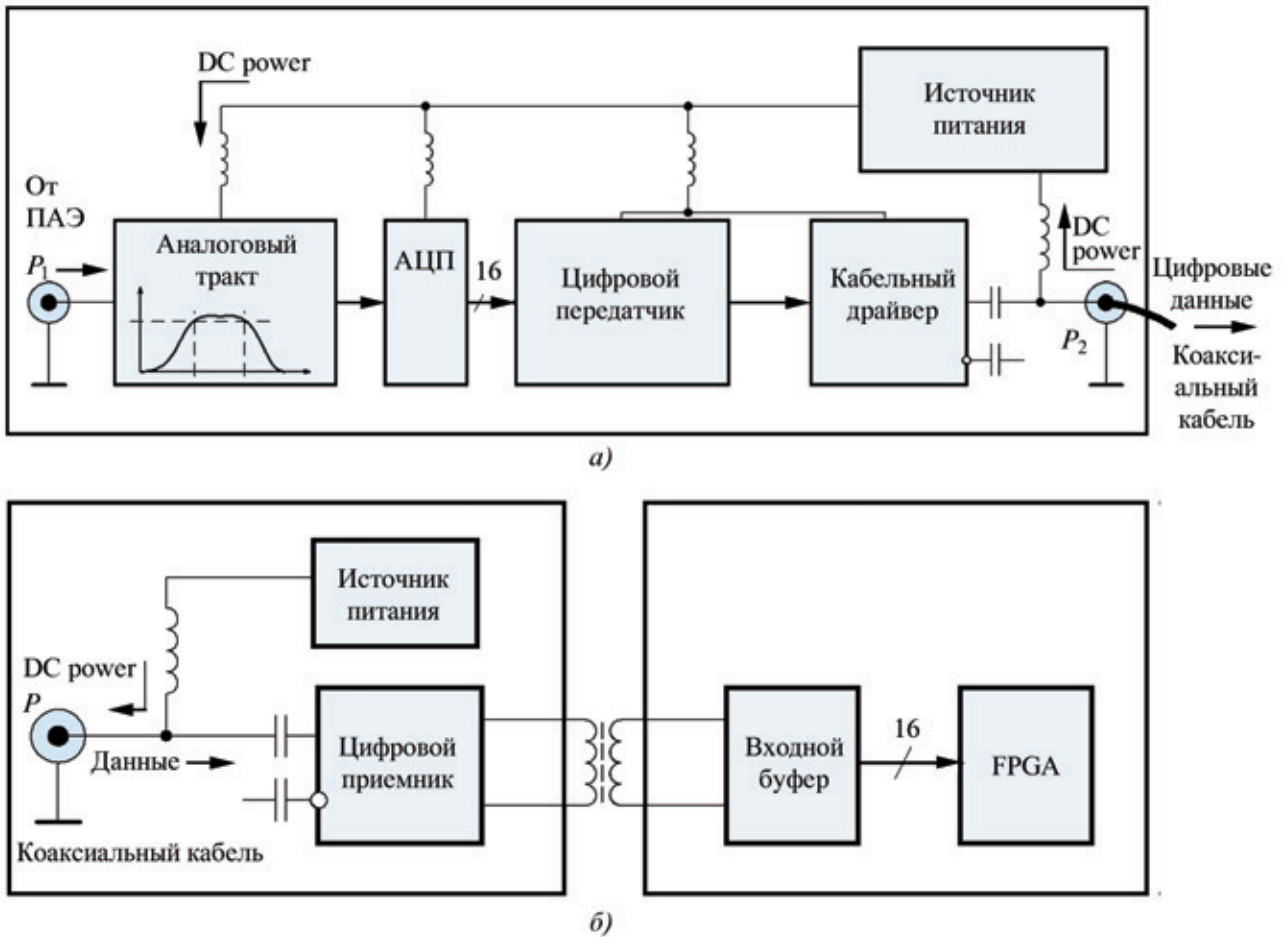 DC power
Источник
питания
От
ПАЭ
P1
Аналоговый
тракт
АЦП
16
Цифровой
передатчик
Кабельный
драйвер
DC
power
P2
Цифровые
данные
Коакси-
альный
кабель
а)
Источник
питания
DC power
P
Данные
Цифровой
приемник
Коаксиальный кабель
Входной
буфер
16
FPGA
б)